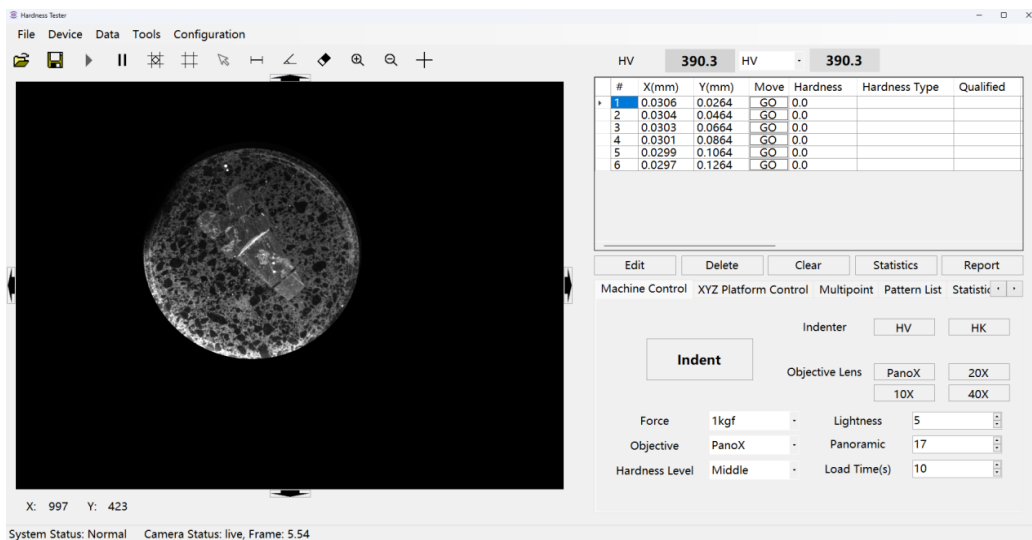 Hardness Tester
File Device Data Tools Configuration
HV 390.3 HV 390.3
# X(mm) Y(mm) Move Hardness Hardness Type Qualified
1 0.0306 0.0264 GO 0.0
2 0.0304 0.0464 GO 0.0
3 0.0303 0.0664 GO 0.0
4 0.0301 0.0864 GO 0.0
5 0.0299 0.1064 GO 0.0
6 0.0297 0.1264 GO 0.0
Edit Delete Clear Statistics Report
Machine Control XYZ Platform Control Multipoint Pattern List Statistic
Indenter HV HK
Indent
Objective Lens PanoX 20X
10X 40X
Force 1kgf Lightness 5
Objective PanoX Panoramic 17
Hardness Level Middle Load Time(s) 10
X: 997 Y: 423
System Status: Normal Camera Status: live, Frame: 5.54